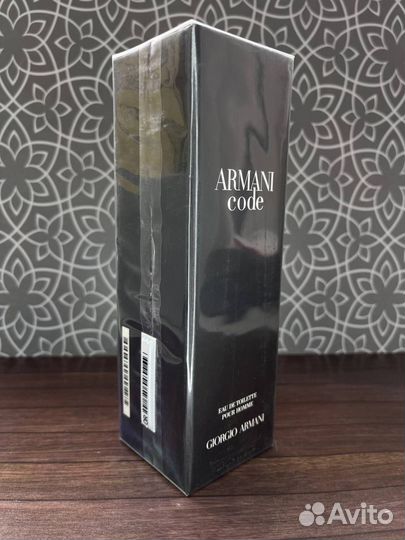 ARMANI
code
EAU DE TOILETTE
POUR HOMME
GIORGIO ARMANI
Avito